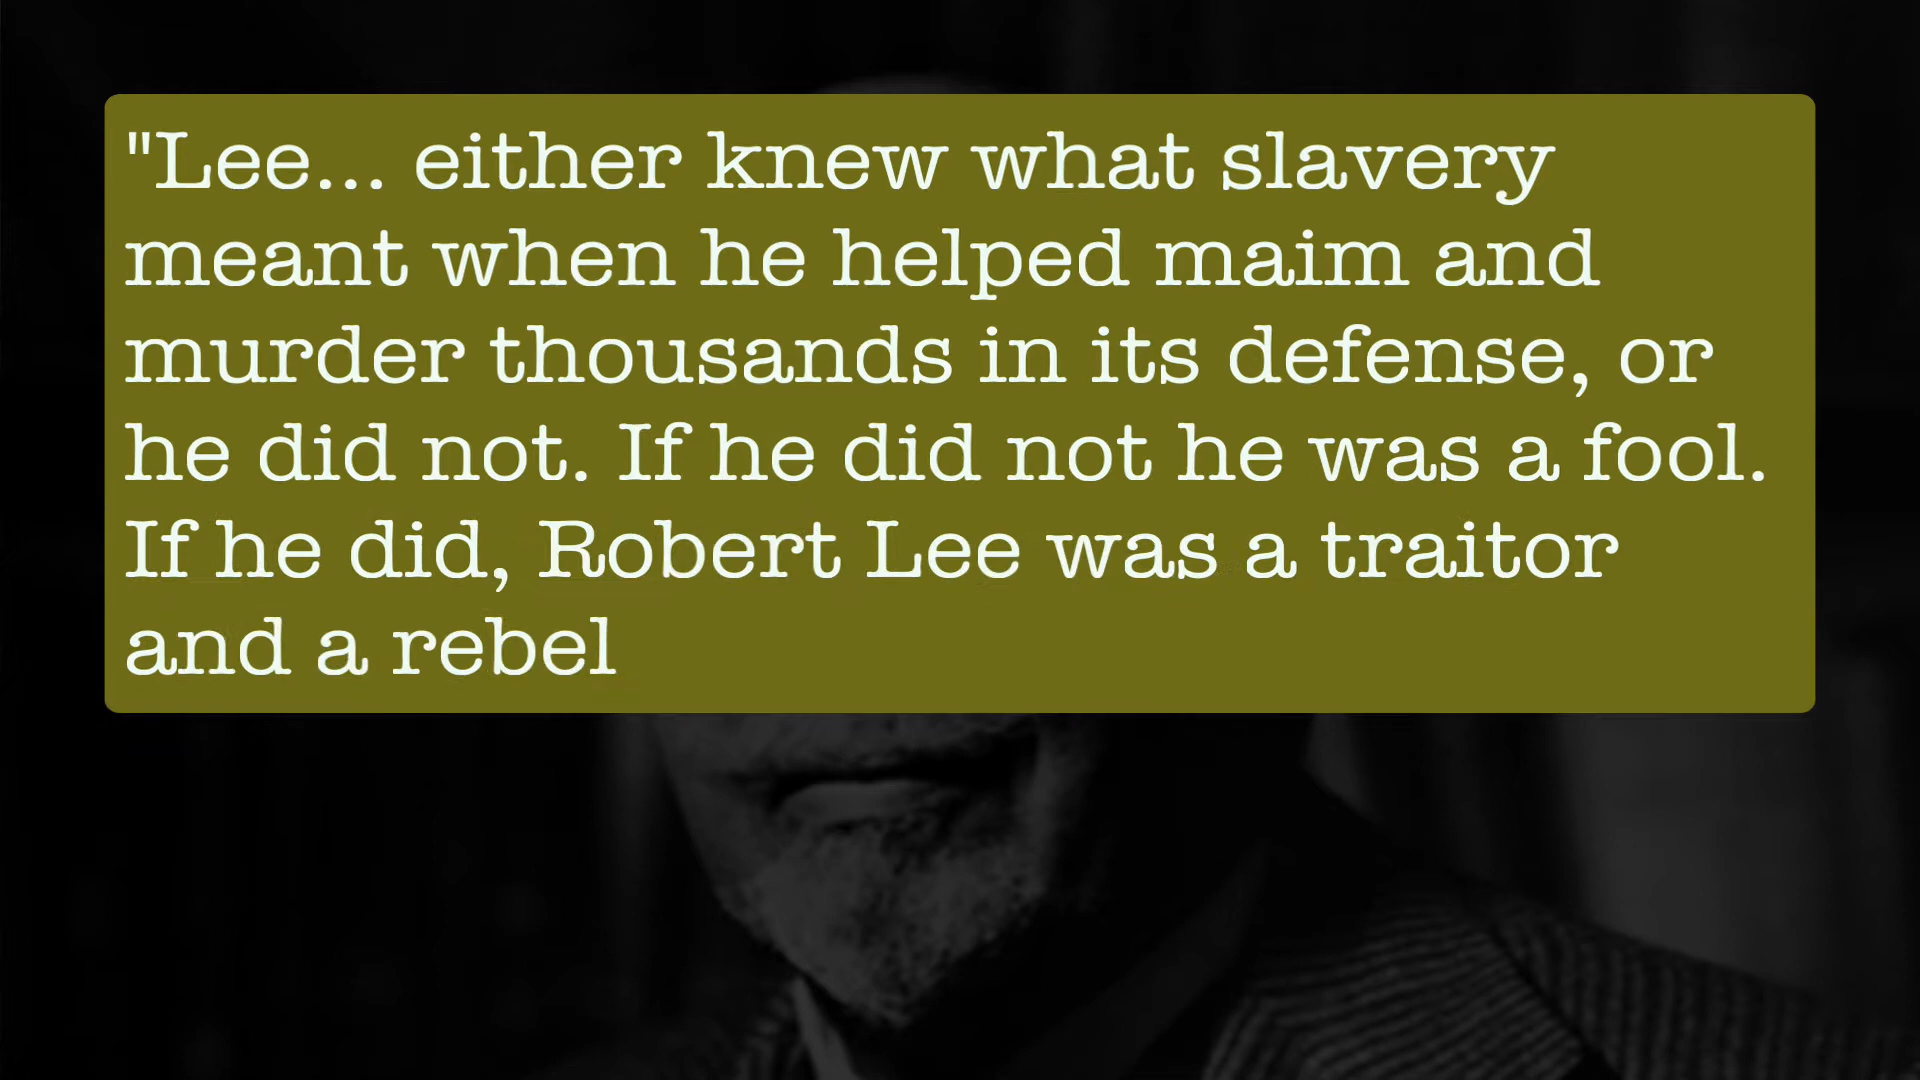 "Lee... either knew what slavery
meant when he helped maim and
murder thousands in its defense, or
he did not. If he did not he was a fool.
If he did, Robert Lee was a traitor
and a rebel